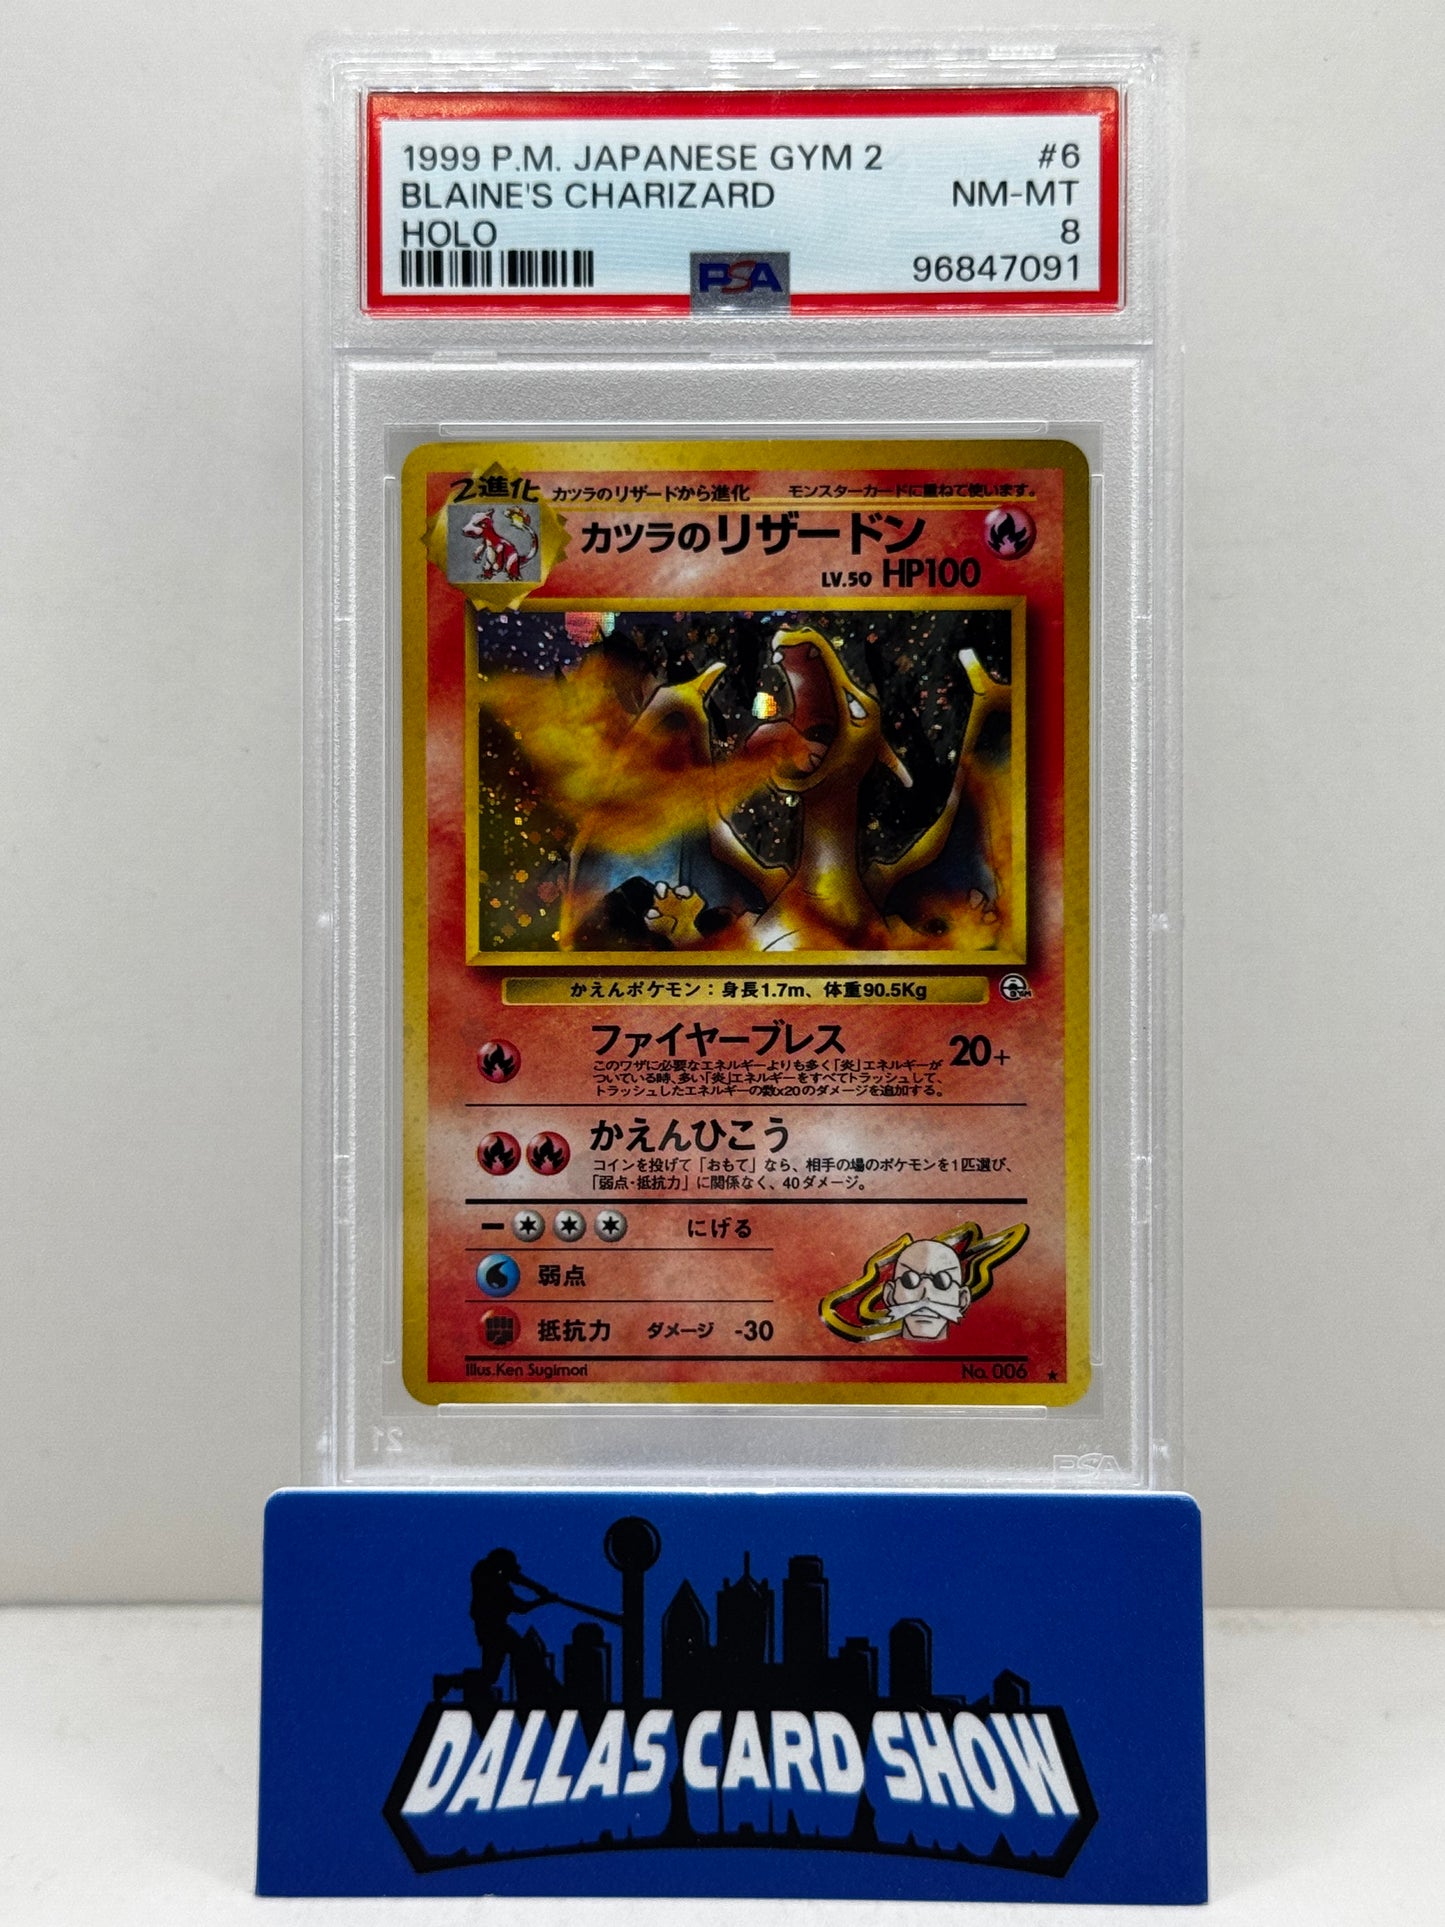 1999 P.M. JAPANESE GYM 2 #6
BLAINE'S CHARIZARD NM-MT
HOLO 8
PSA 96847091
2進化 カツラのリザードから進化 モンスターカードに重ねて使います。
カツラのリザードン
LV.50 HP100
かえんポケモン：身長1.7m、体重90.5Kg
GYM
ファイヤーブレス 20+
このワザに必要なエネルギーよりも多く「炎」エネルギーが
ついている時、多い「炎」エネルギーをすべてトラッシュして、
トラッシュしたエネルギーの数x20のダメージを追加する。
かえんひこう
コインを投げて「おもて」なら、相手の場のポケモンを1匹選び、
「弱点・抵抗力」に関係なく、40ダメージ。
ー にげる
弱点
抵抗力 ダメージ -30
Illus.Ken Sugimori No. 006 ★
21
PSA
DALLAS CARD SHOW